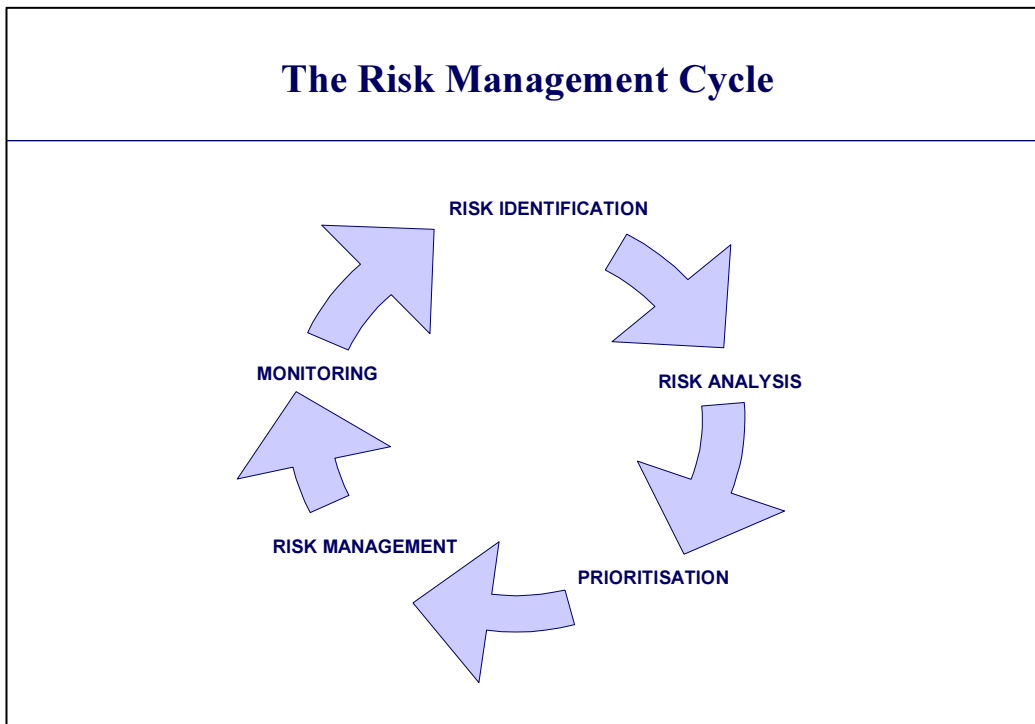 The Risk Management Cycle
RISK IDENTIFICATION
RISK ANALYSIS
PRIORITISATION
RISK MANAGEMENT
MONITORING